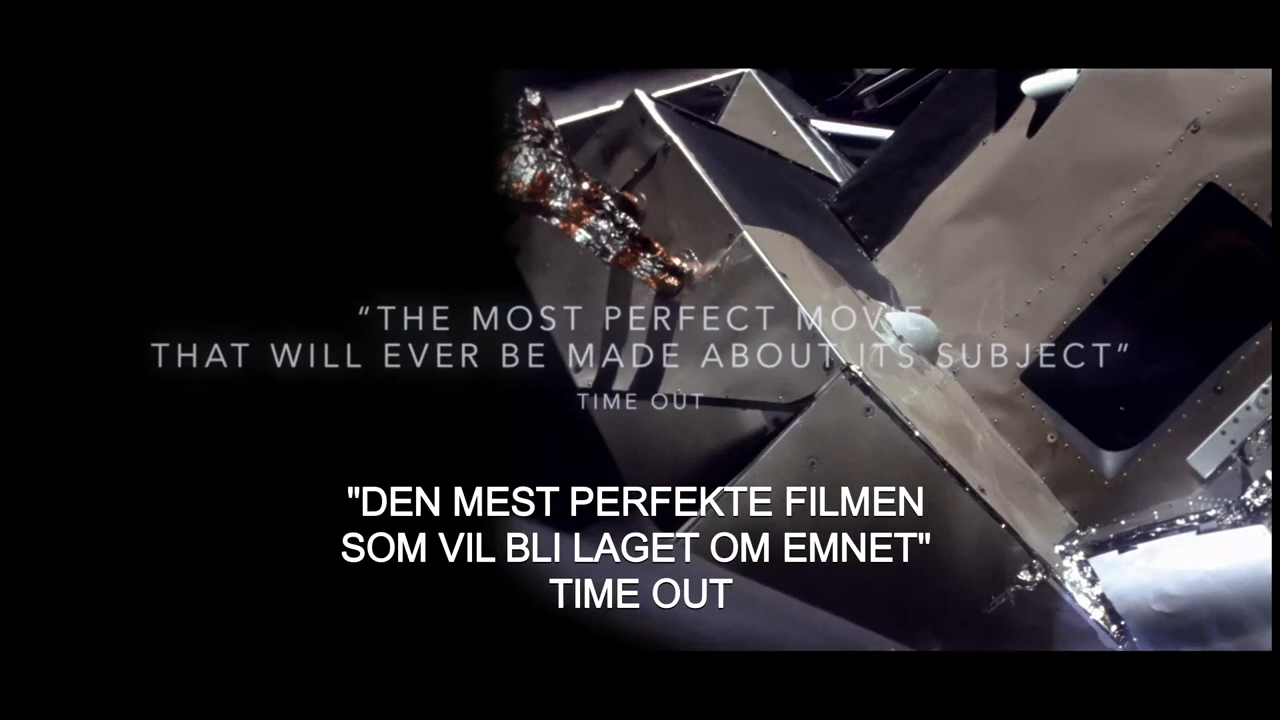 “THE MOST PERFECT MOVIE
THAT WILL EVER BE MADE ABOUT ITS SUBJECT”
TIME OUT
"DEN MEST PERFEKTE FILMEN
SOM VIL BLI LAGET OM EMNET"
TIME OUT